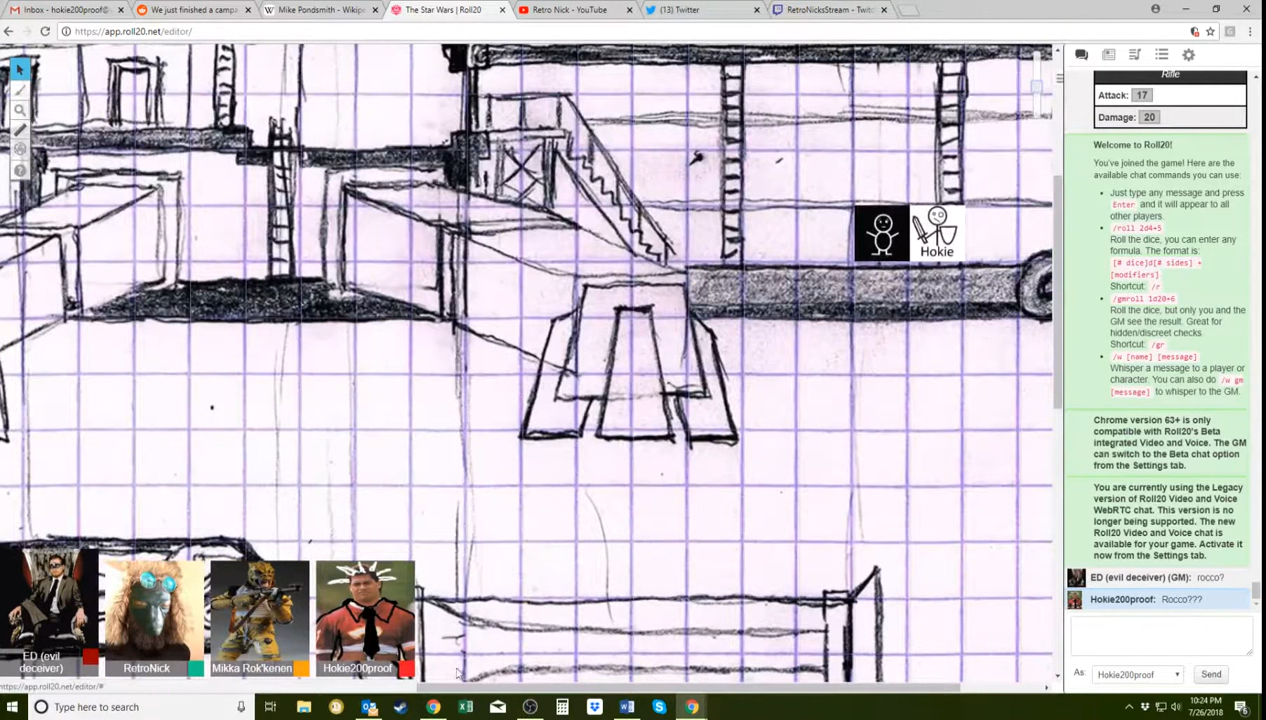 Inbox - hokie200proof@
We just finished a campa
Mike Pondsmith - Wikipe
The Star Wars | Roll20
Retro Nick - YouTube
(13) Twitter
RetroNicksStream - Twitc
https://app.roll20.net/editor/
Rifle
Attack: 17
Damage: 20
Welcome to Roll20!
You've joined the game! Here are the
available chat commands you can use:
Just type any message and press
Enter and it will appear to all
other players.
/roll 2d4+5
Roll the dice, you can enter any
formula. The format is:
[# dice]d[# sides] +
[modifiers]
Shortcut: /r
/gmroll 1d20+6
Roll the dice, but only you and the
GM see the result. Great for
hidden/discreet checks.
Shortcut: /gr
/w [name] [message]
Whisper a message to a player or
character. You can also do /w gm
[message] to whisper to the GM.
Chrome version 63+ is only
compatible with Roll20's Beta
integrated Video and Voice. The GM
can switch to the Beta chat option
from the Settings tab.
You are currently using the Legacy
version of Roll20 Video and Voice
WebRTC chat. This version is no
longer being supported. The new
Roll20 Video and Voice chat is
available for your game. Activate it
now from the Settings tab.
ED (evil deceiver) (GM): rocco?
Hokie200proof: Rocco???
As: Hokie200proof
Send
Hokie
ED (evil
deceiver)
RetroNick
Mikka Rok'kenen
Hokie200proof
https://app.roll20.net/editor/#
Type here to search
10:24 PM
7/26/2018